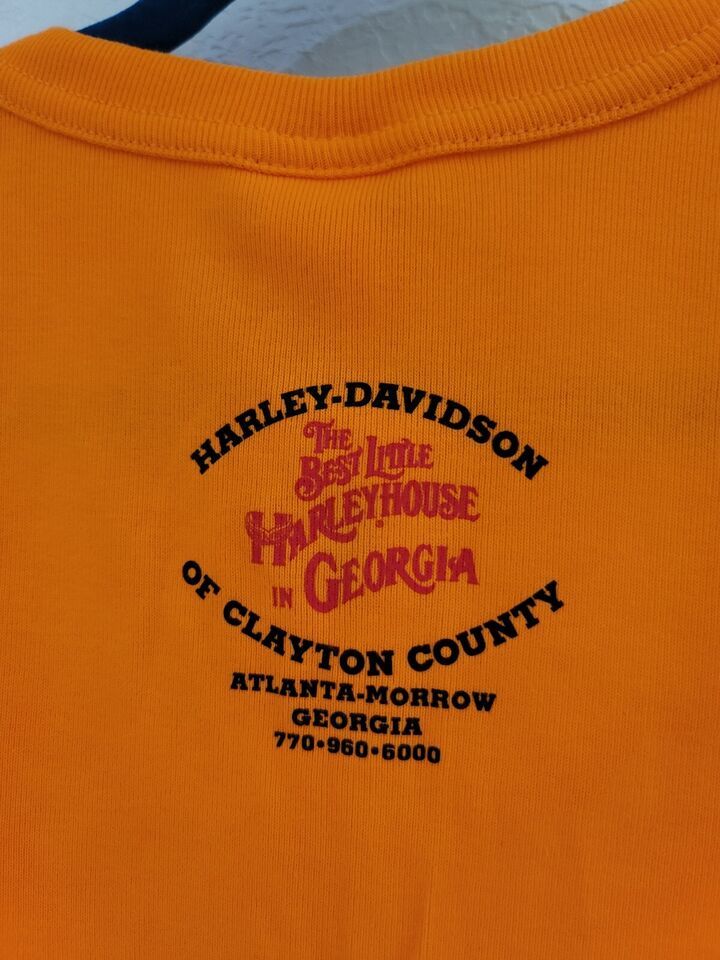 HARLEY-DAVIDSON
THE
BEST LITTLE
HARLEYHOUSE
IN GEORGIA
OF CLAYTON COUNTY
ATLANTA-MORROW
GEORGIA
770•960•6000